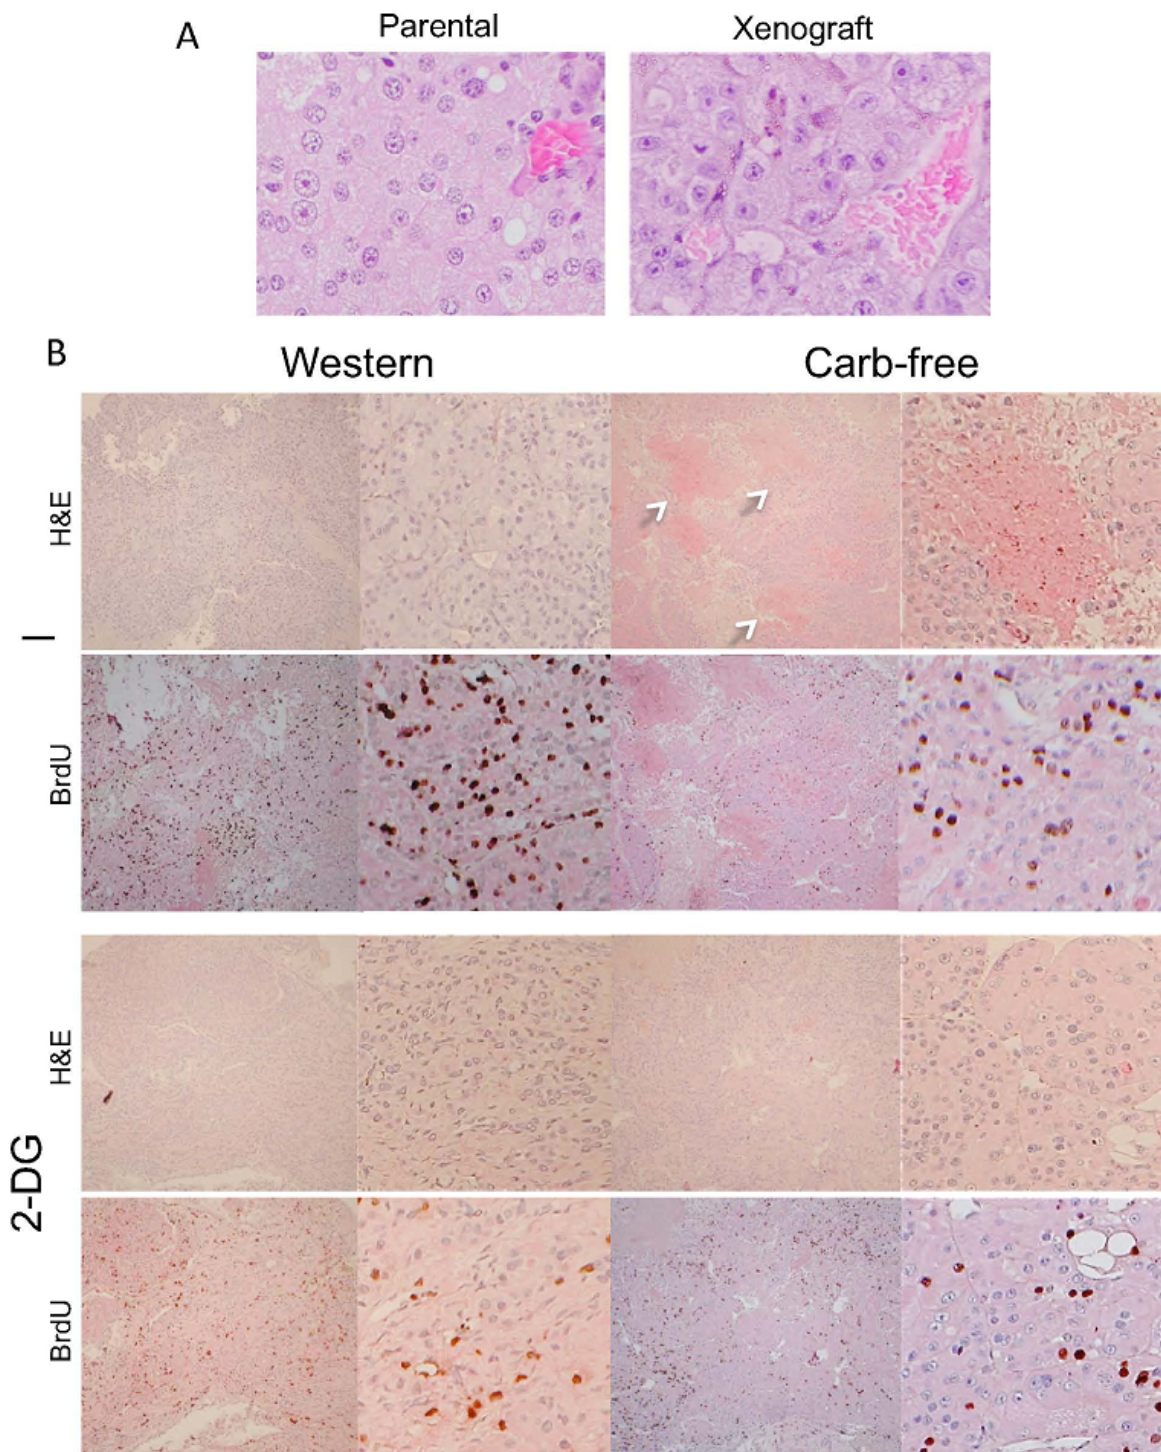 A
Parental
Xenograft
B
Western
Carb-free
H&E
I
BrdU
H&E
2-DG
BrdU